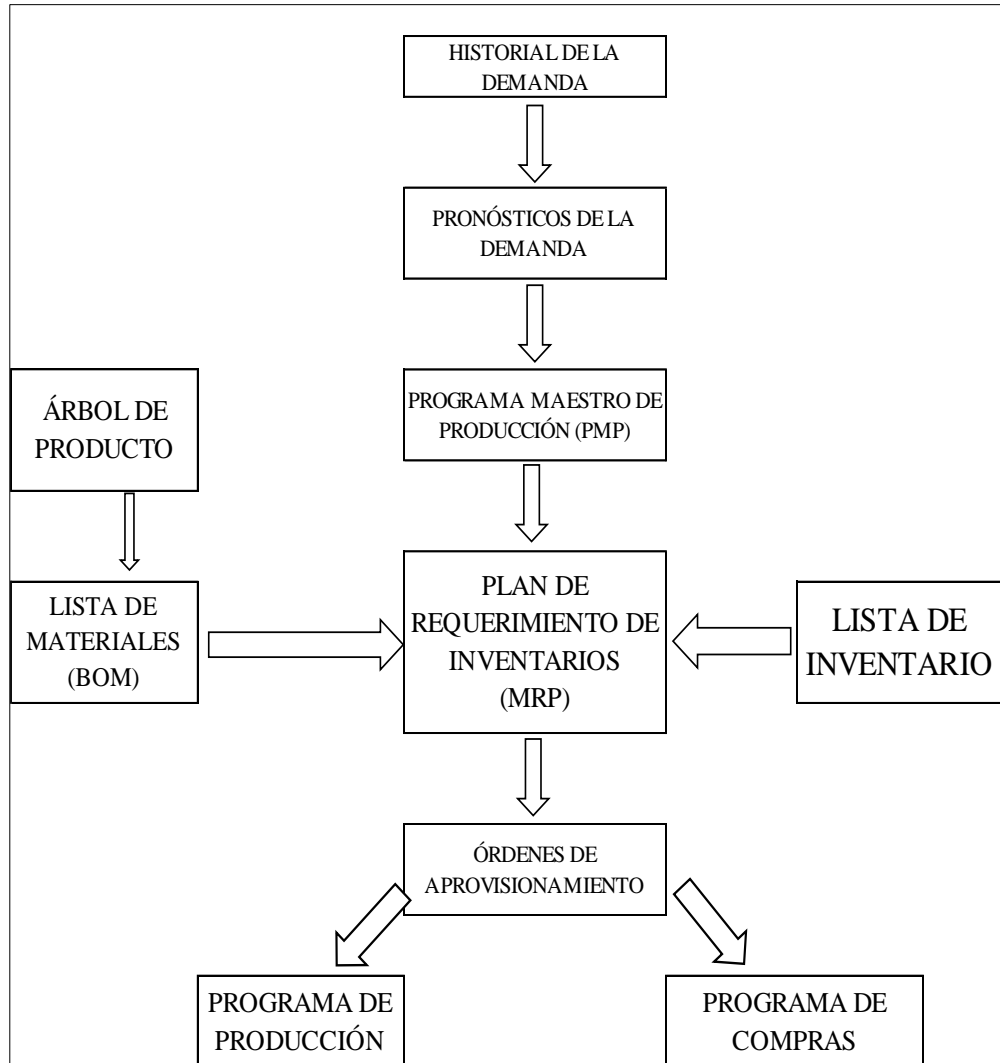 HISTORIAL DE LA
DEMANDA
PRONÓSTICOS DE LA
DEMANDA
PROGRAMA MAESTRO DE
PRODUCCIÓN (PMP)
ÁRBOL DE
PRODUCTO
LISTA DE
MATERIALES
(BOM)
PLAN DE
REQUERIMIENTO DE
INVENTARIOS
(MRP)
LISTA DE
INVENTARIO
ÓRDENES DE
APROVISIONAMIENTO
PROGRAMA DE
PRODUCCIÓN
PROGRAMA DE
COMPRAS